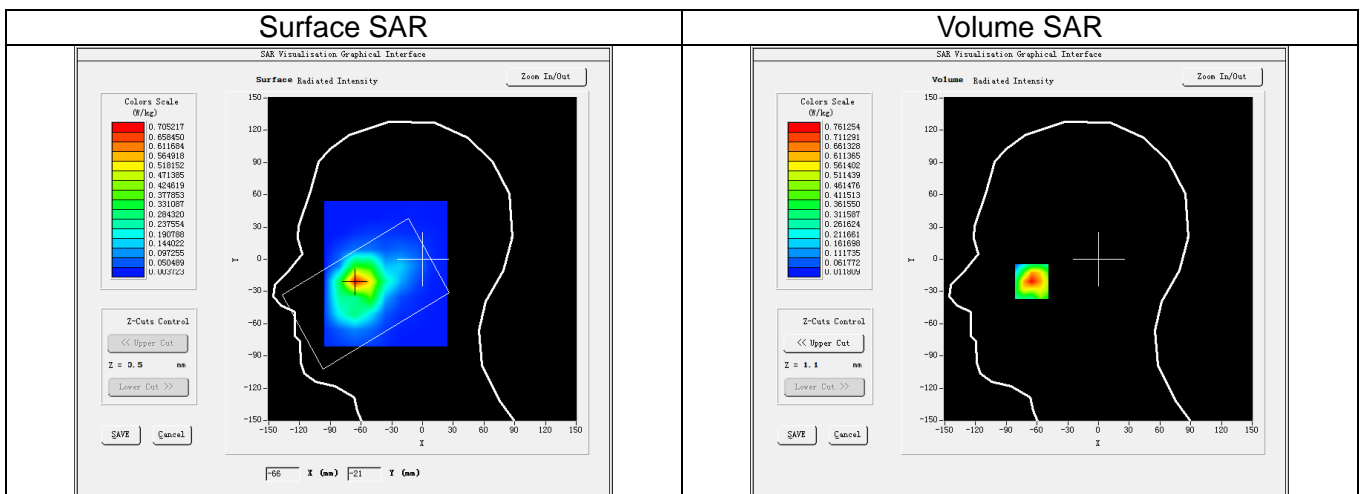 Surface SAR
SAR Visualisation Graphical Interface
Surface Radiated Intensity
Zoom In/Out
Colors Scale
(W/kg)
0.705217
0.658450
0.611684
0.564918
0.518152
0.471385
0.424619
0.377853
0.331087
0.284320
0.237554
0.190788
0.144022
0.097255
0.050489
0.003723
Z-Cuts Control
<< Upper Cut
Z = 0.5 mm
Lower Cut >>
SAVE Cancel
150
120
90
60
30
0
-30
-60
-90
-120
-150
Y
-150 -120 -90 -60 -30 0 30 60 90 120 150
X
-66 X (mm) -21 Y (mm)
Volume SAR
SAR Visualisation Graphical Interface
Volume Radiated Intensity
Zoom In/Out
Colors Scale
(W/kg)
0.761254
0.711291
0.661328
0.611365
0.561402
0.511439
0.461476
0.411513
0.361550
0.311587
0.261624
0.211661
0.161698
0.111735
0.061772
0.011809
Z-Cuts Control
<< Upper Cut
Z = 1.1 mm
Lower Cut >>
SAVE Cancel
150
120
90
60
30
0
-30
-60
-90
-120
-150
Y
-150 -120 -90 -60 -30 0 30 60 90 120 150
X